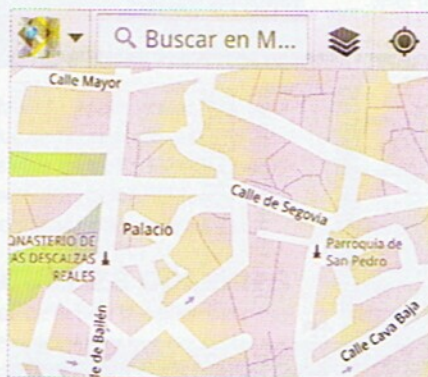 Buscar en M...
Calle Mayor
Calle de Segovia
Palacio
ONASTERIO DE
AS DESCALZAS
REALES
Parroquia de
San Pedro
le de Bailén
Calle Cava Baja